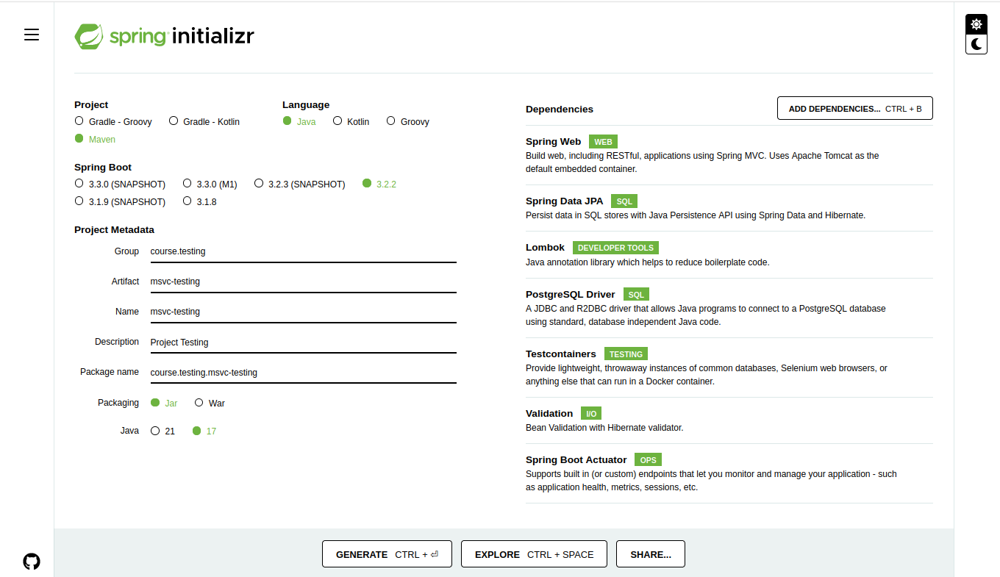 spring initializr
Project
Gradle - Groovy
Gradle - Kotlin
Maven
Language
Java
Kotlin
Groovy
Spring Boot
3.3.0 (SNAPSHOT)
3.3.0 (M1)
3.2.3 (SNAPSHOT)
3.2.2
3.1.9 (SNAPSHOT)
3.1.8
Project Metadata
Group course.testing
Artifact msvc-testing
Name msvc-testing
Description Project Testing
Package name course.testing.msvc-testing
Packaging Jar War
Java 21 17
Dependencies
ADD DEPENDENCIES... CTRL + B
Spring Web WEB
Build web, including RESTful, applications using Spring MVC. Uses Apache Tomcat as the
default embedded container.
Spring Data JPA SQL
Persist data in SQL stores with Java Persistence API using Spring Data and Hibernate.
Lombok DEVELOPER TOOLS
Java annotation library which helps to reduce boilerplate code.
PostgreSQL Driver SQL
A JDBC and R2DBC driver that allows Java programs to connect to a PostgreSQL database
using standard, database independent Java code.
Testcontainers TESTING
Provide lightweight, throwaway instances of common databases, Selenium web browsers, or
anything else that can run in a Docker container.
Validation I/O
Bean Validation with Hibernate validator.
Spring Boot Actuator OPS
Supports built in (or custom) endpoints that let you monitor and manage your application - such
as application health, metrics, sessions, etc.
GENERATE CTRL + ⏎
EXPLORE CTRL + SPACE
SHARE...